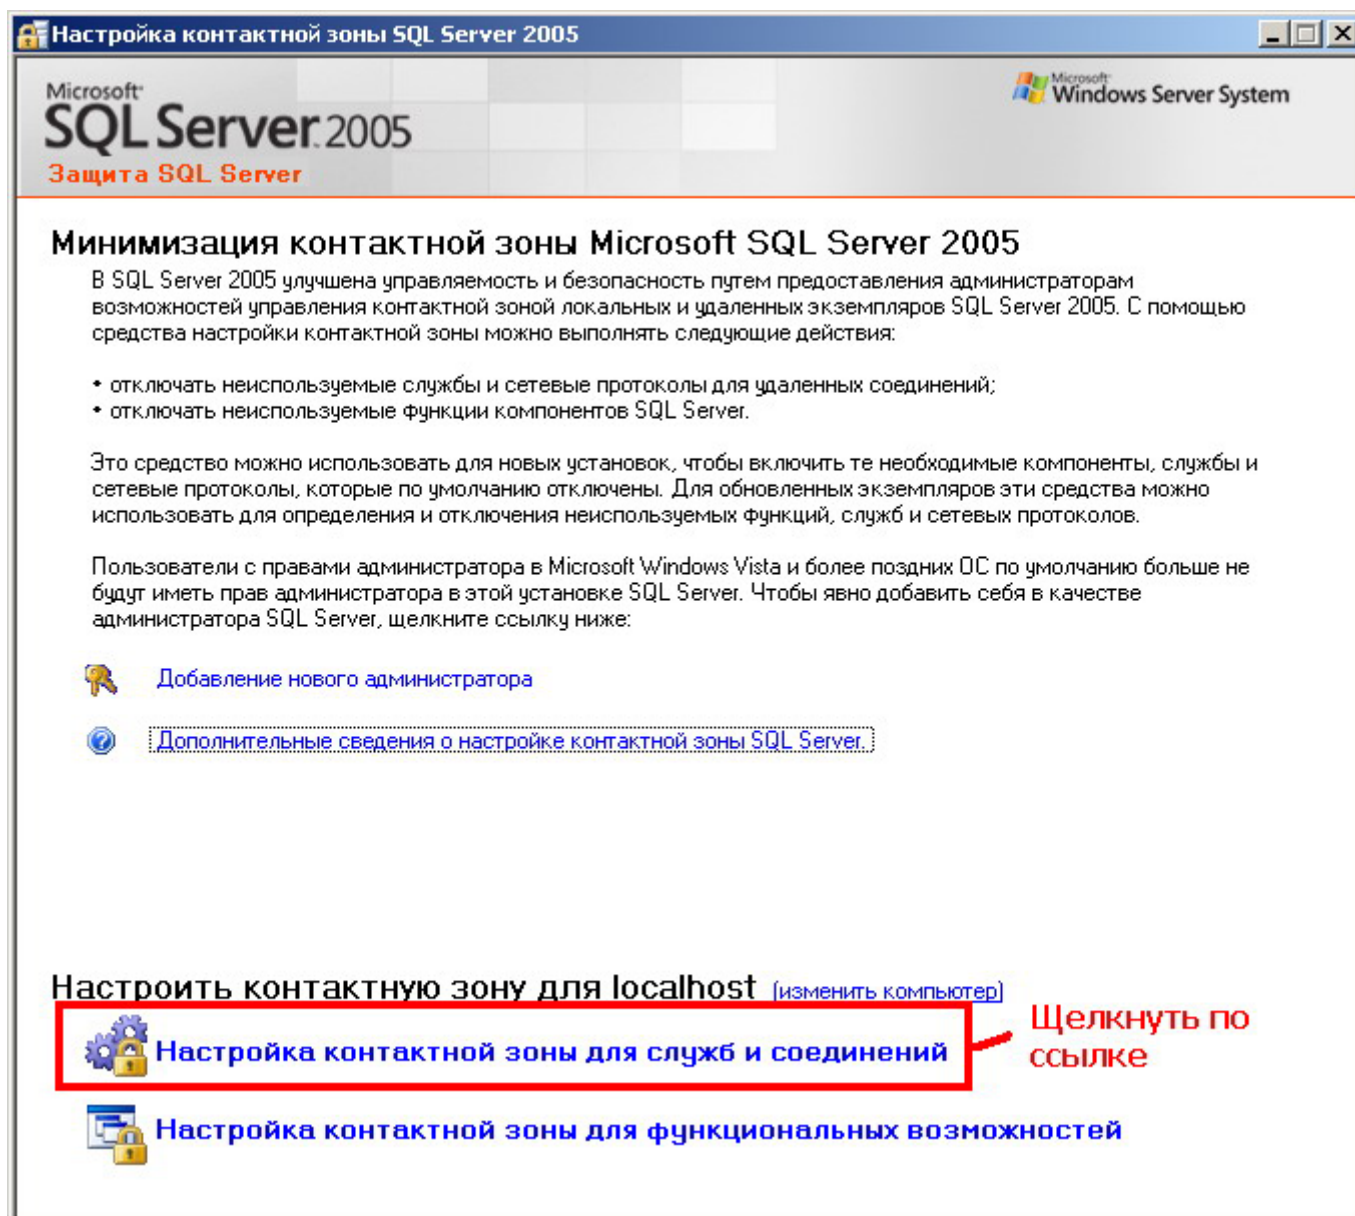 Настройка контактной зоны SQL Server 2005
Microsoft
SQL Server 2005
Microsoft
Windows Server System
Защита SQL Server
Минимизация контактной зоны Microsoft SQL Server 2005
В SQL Server 2005 улучшена управляемость и безопасность путем предоставления администраторам
возможностей управления контактной зоной локальных и удаленных экземпляров SQL Server 2005. С помощью
средства настройки контактной зоны можно выполнять следующие действия:
• отключать неиспользуемые службы и сетевые протоколы для удаленных соединений;
• отключать неиспользуемые функции компонентов SQL Server.
Это средство можно использовать для новых установок, чтобы включить те необходимые компоненты, службы и
сетевые протоколы, которые по умолчанию отключены. Для обновленных экземпляров эти средства можно
использовать для определения и отключения неиспользуемых функций, служб и сетевых протоколов.
Пользователи с правами администратора в Microsoft Windows Vista и более поздних ОС по умолчанию больше не
будут иметь прав администратора в этой установке SQL Server. Чтобы явно добавить себя в качестве
администратора SQL Server, щелкните ссылку ниже:
Добавление нового администратора
Дополнительные сведения о настройке контактной зоны SQL Server.
Настроить контактную зону для localhost (изменить компьютер)
Настройка контактной зоны для служб и соединений
Щелкнуть по
ссылке
Настройка контактной зоны для функциональных возможностей